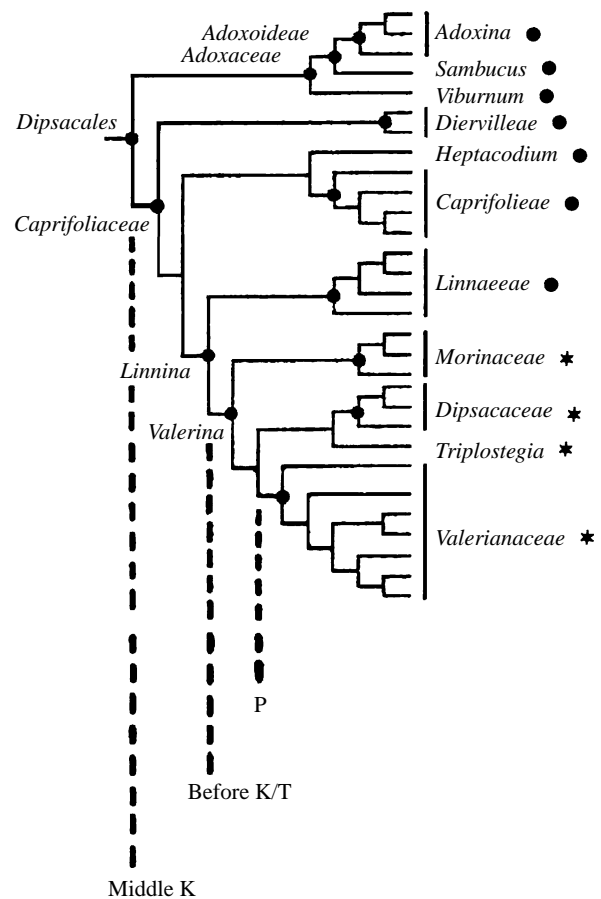 Adoxoideae
Adoxaceae
Adoxina
Sambucus
Viburnum
Dipsacales
Diervilleae
Heptacodium
Caprifolieae
Caprifoliaceae
Linnaeeae
Linnina
Morinaceae
Dipsacaceae
Valerina
Triplostegia
Valerianaceae
P
Before K/T
Middle K